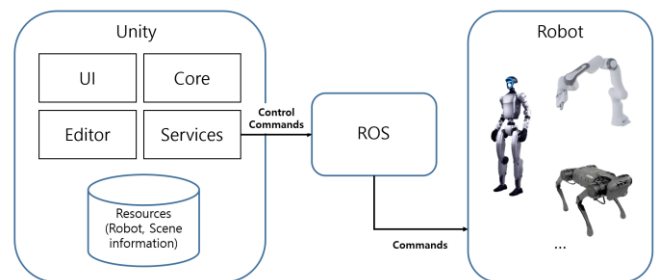 Unity
UI
Core
Editor
Services
Resources
(Robot, Scene
information)
Control
Commands
ROS
Commands
Robot
...